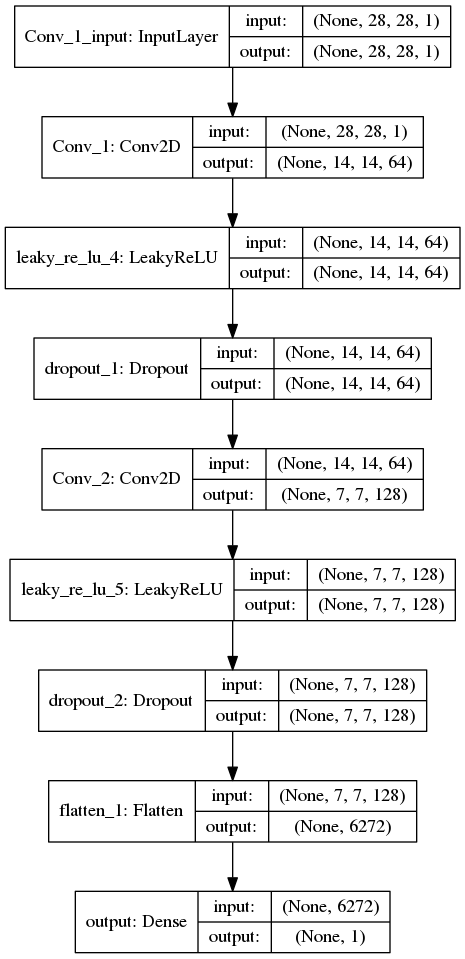 Conv_1_input: InputLayer
input: (None, 28, 28, 1)
output: (None, 28, 28, 1)
Conv_1: Conv2D
input: (None, 28, 28, 1)
output: (None, 14, 14, 64)
leaky_re_lu_4: LeakyReLU
input: (None, 14, 14, 64)
output: (None, 14, 14, 64)
dropout_1: Dropout
input: (None, 14, 14, 64)
output: (None, 14, 14, 64)
Conv_2: Conv2D
input: (None, 14, 14, 64)
output: (None, 7, 7, 128)
leaky_re_lu_5: LeakyReLU
input: (None, 7, 7, 128)
output: (None, 7, 7, 128)
dropout_2: Dropout
input: (None, 7, 7, 128)
output: (None, 7, 7, 128)
flatten_1: Flatten
input: (None, 7, 7, 128)
output: (None, 6272)
output: Dense
input: (None, 6272)
output: (None, 1)